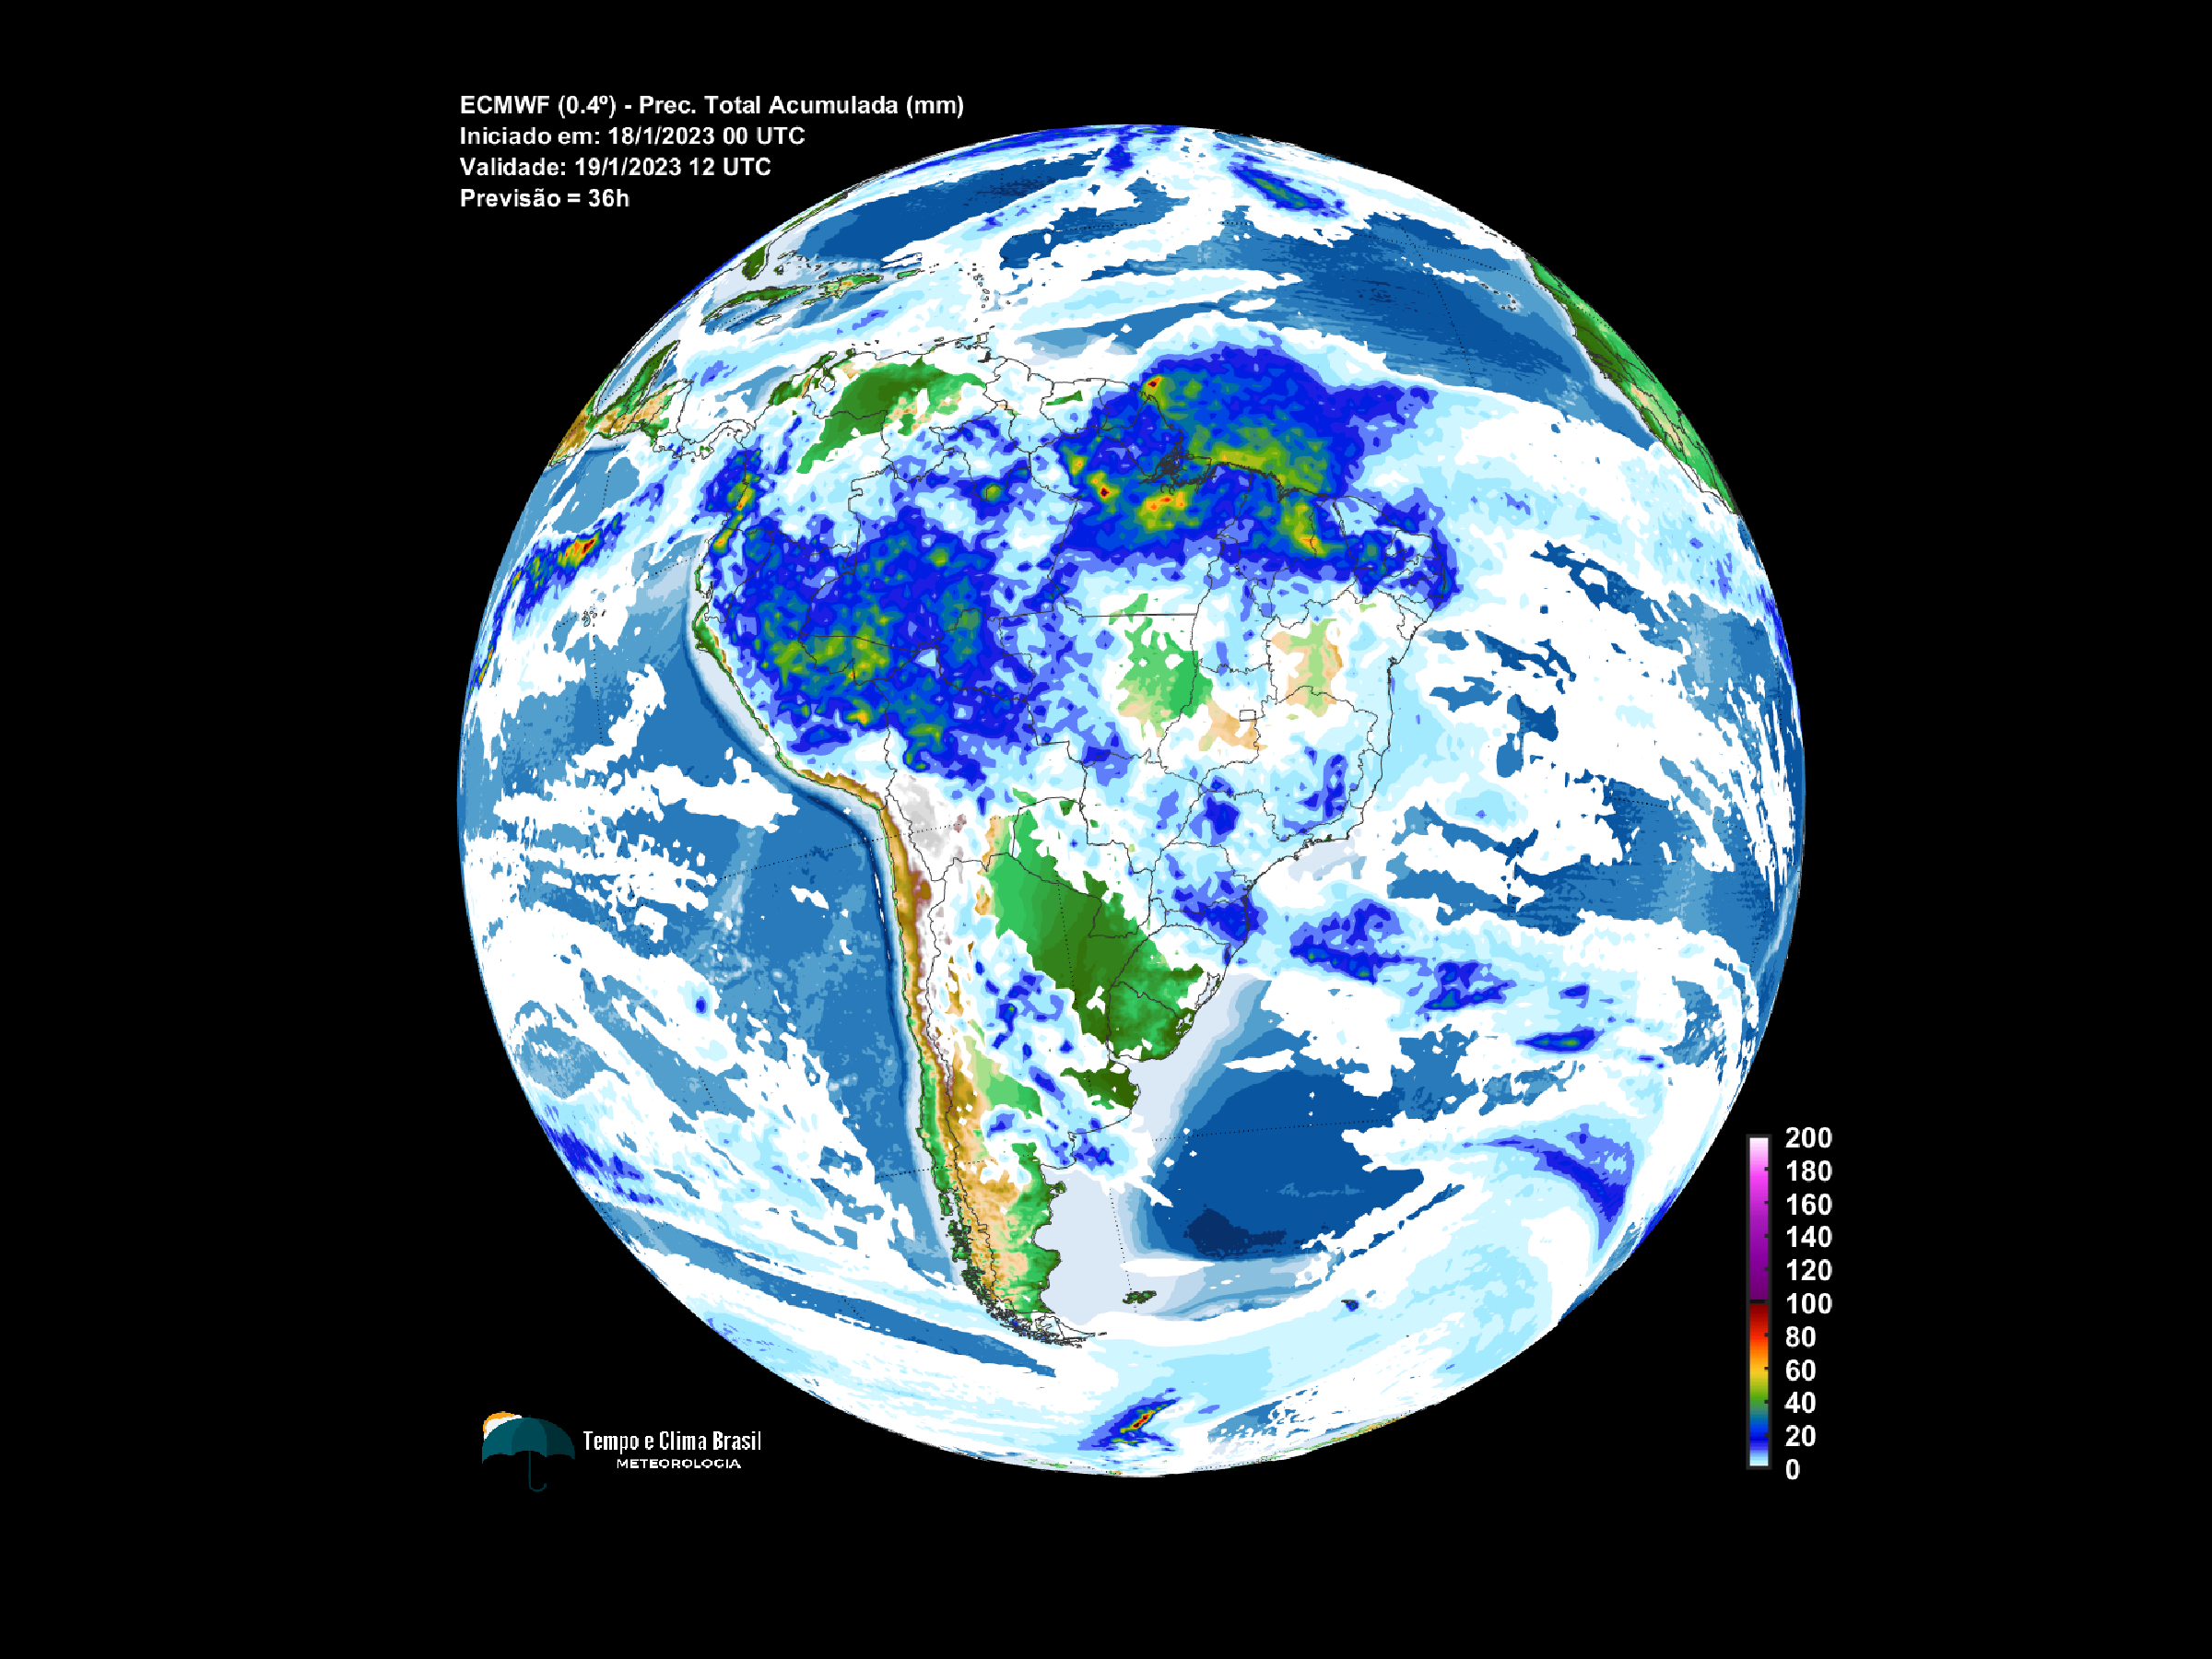 ECMWF (0.4º) - Prec. Total Acumulada (mm)
Iniciado em: 18/1/2023 00 UTC
Validade: 19/1/2023 12 UTC
Previsão = 36h
200
180
160
140
120
100
80
60
40
20
0
Tempo e Clima Brasil
METEOROLOGIA